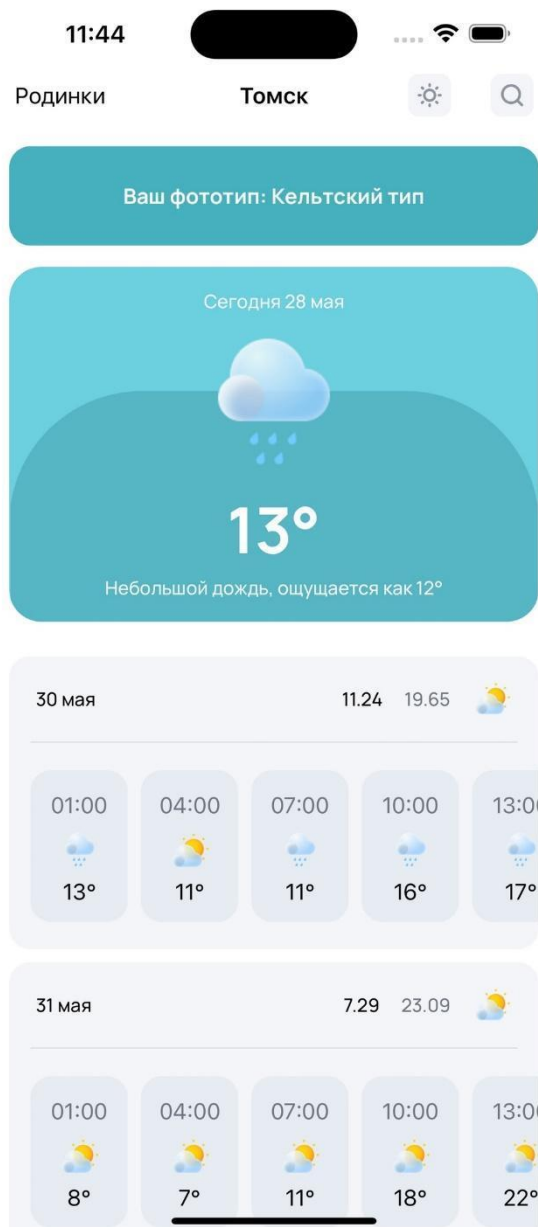 11:44
Родинки Томск
Ваш фототип: Кельтский тип
Сегодня 28 мая
13°
Небольшой дождь, ощущается как 12°
30 мая 11.24 19.65
01:00 04:00 07:00 10:00 13:0
13° 11° 11° 16° 17°
31 мая 7.29 23.09
01:00 04:00 07:00 10:00 13:0
8° 7° 11° 18° 22°